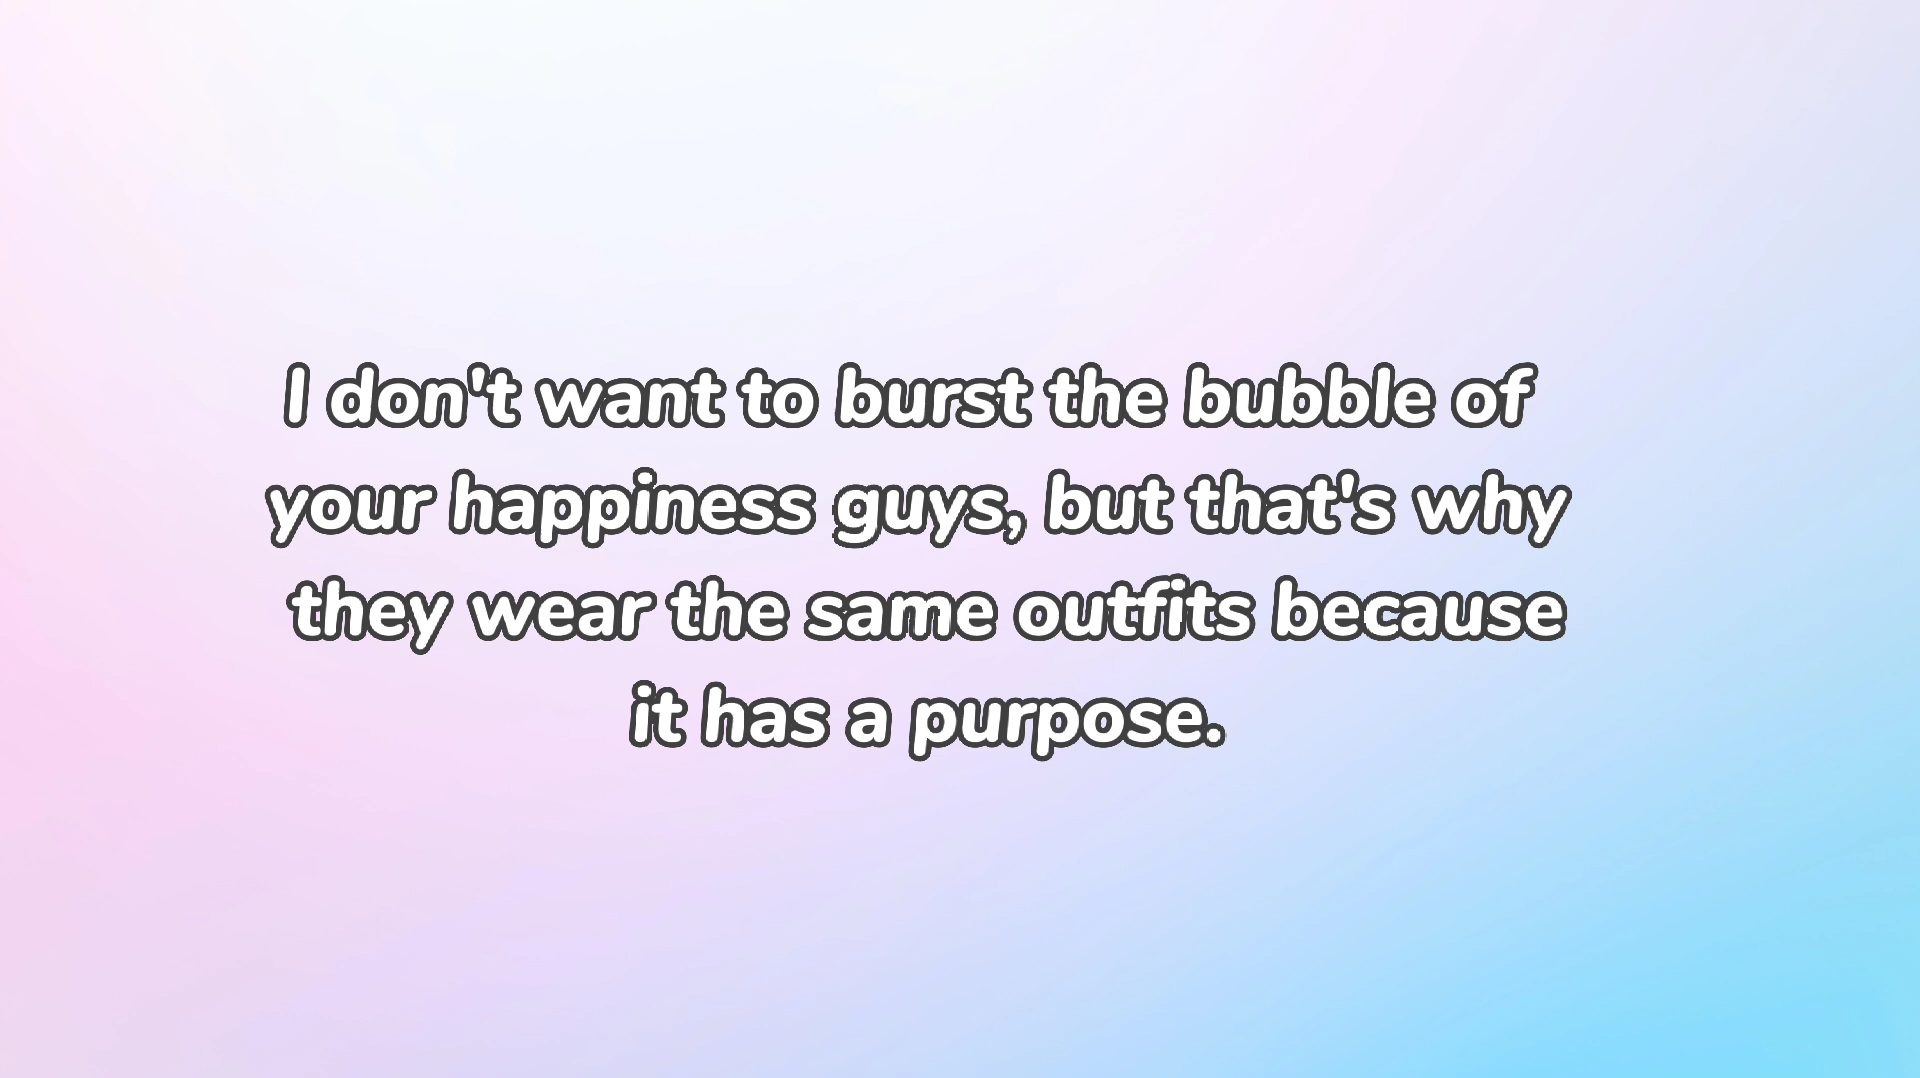 I don't want to burst the bubble of
your happiness guys, but that's why
they wear the same outfits because
it has a purpose.